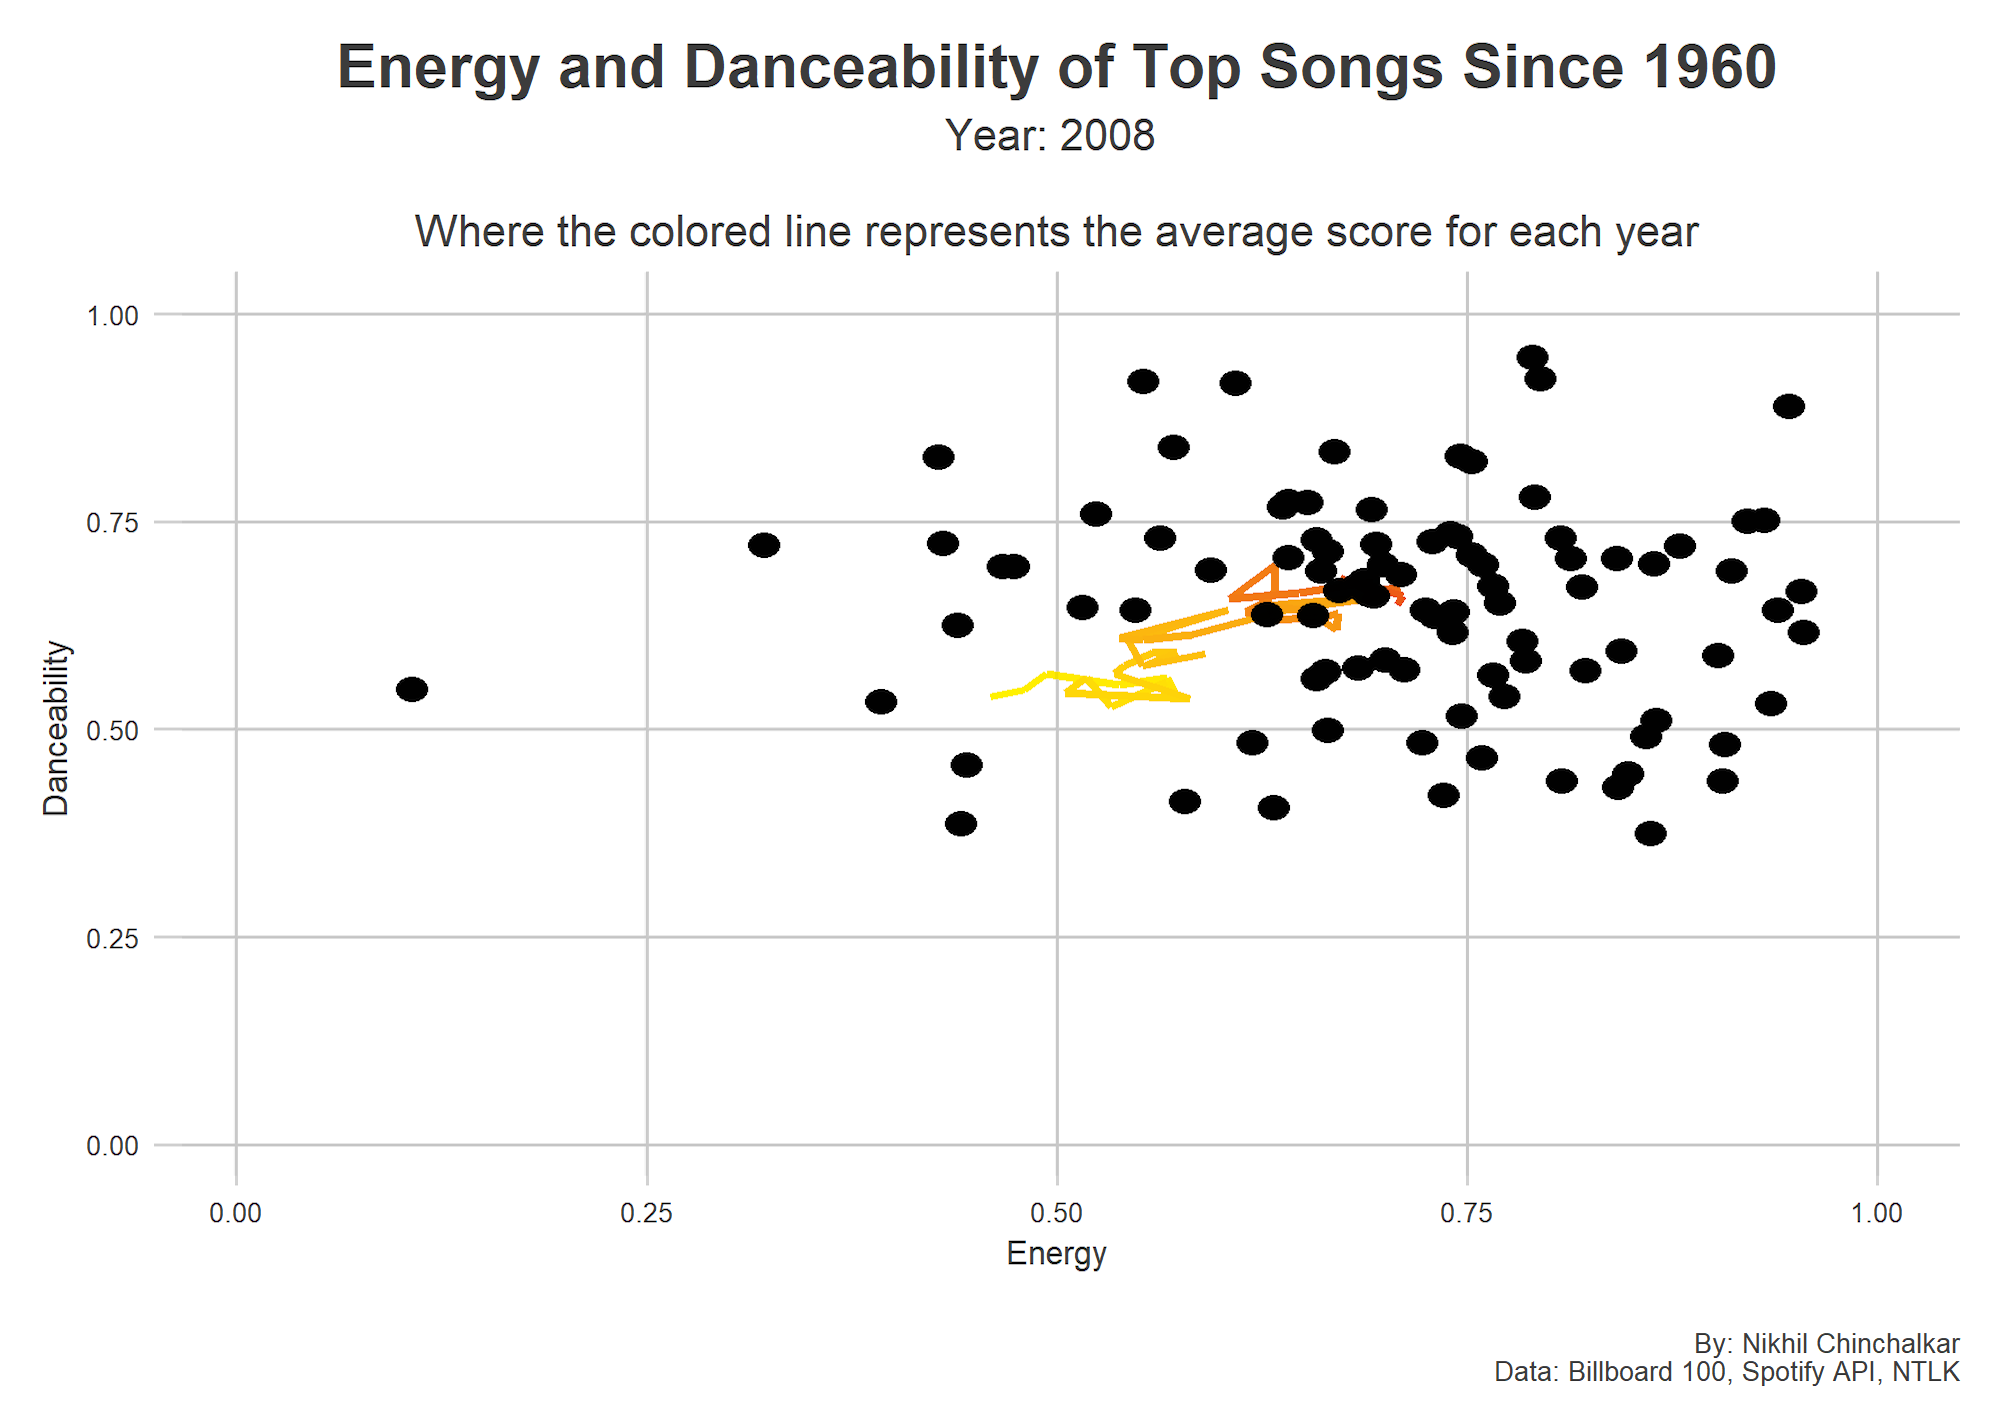 Energy and Danceability of Top Songs Since 1960
Year: 2008
Where the colored line represents the average score for each year
1.00
0.75
0.50
0.25
0.00
Danceability
0.00 0.25 0.50 0.75 1.00
Energy
By: Nikhil Chinchalkar
Data: Billboard 100, Spotify API, NTLK